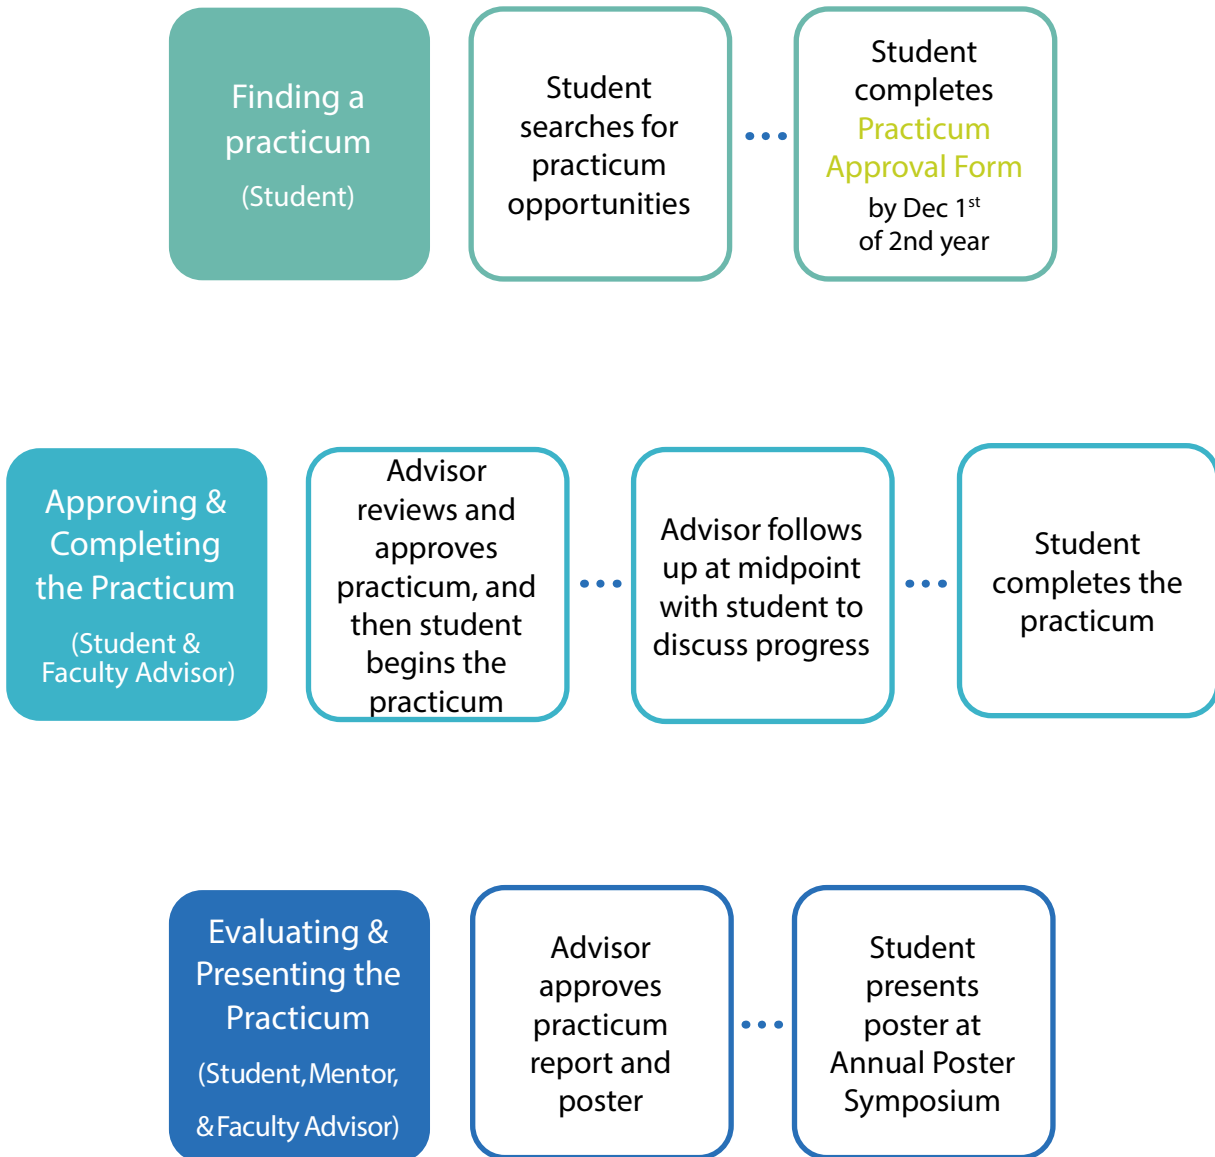 Finding a
practicum
(Student)
Student
searches for
practicum
opportunities
Student
completes
Practicum
Approval Form
by Dec 1st
of 2nd year
Approving &
Completing
the Practicum
(Student &
Faculty Advisor)
Advisor
reviews and
approves
practicum, and
then student
begins the
practicum
Advisor follows
up at midpoint
with student to
discuss progress
Student
completes the
practicum
Evaluating &
Presenting the
Practicum
(Student, Mentor,
& Faculty Advisor)
Advisor
approves
practicum
report and
poster
Student
presents
poster at
Annual Poster
Symposium